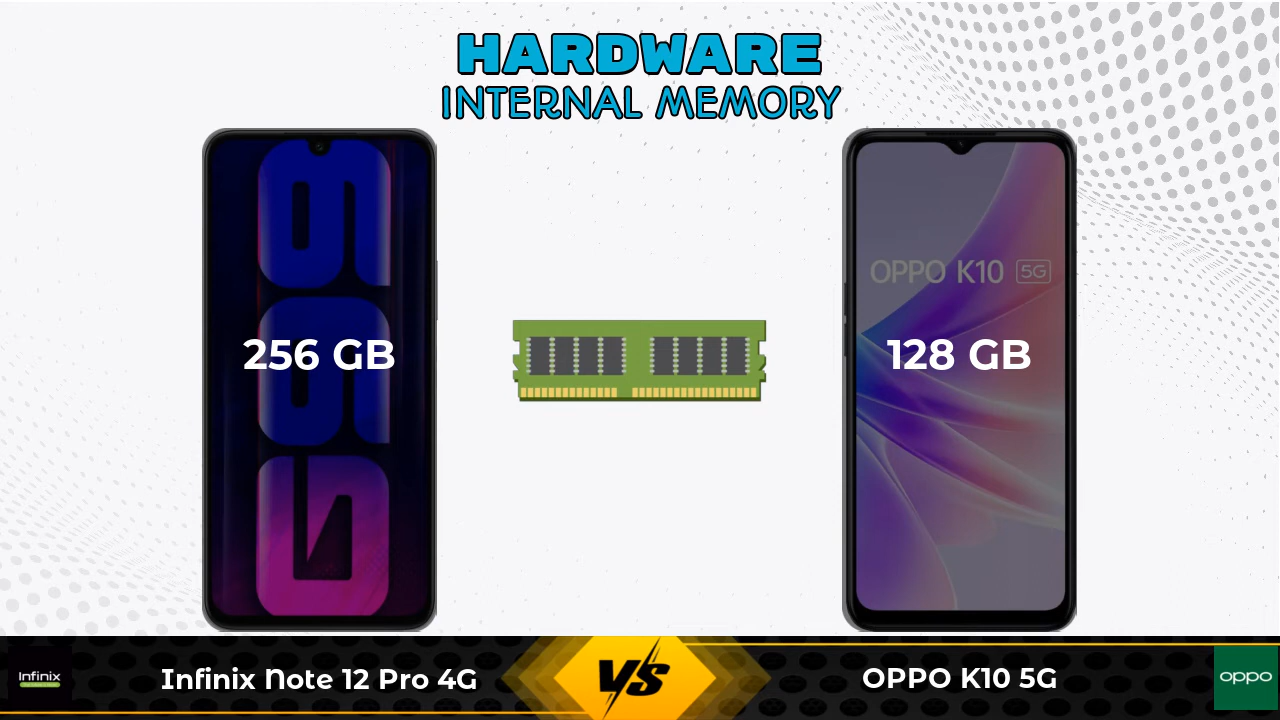 HARDWARE
INTERNAL MEMORY
OPPO K10 5G
256 GB
128 GB
Infinix
Infinix Note 12 Pro 4G
VS
OPPO K10 5G
oppo